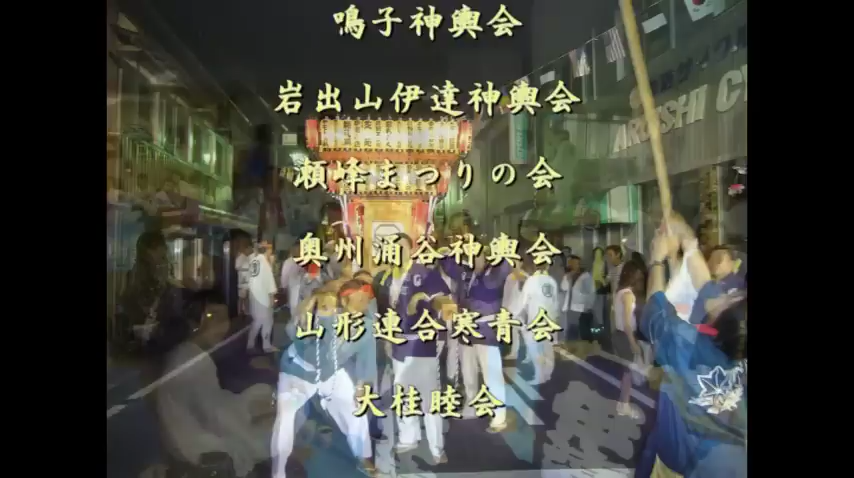 鳴子神輿会
岩出山伊達神輿会
瀬峰まつりの会
奥州涌谷神輿会
山形連合寒青会
大桂睦会